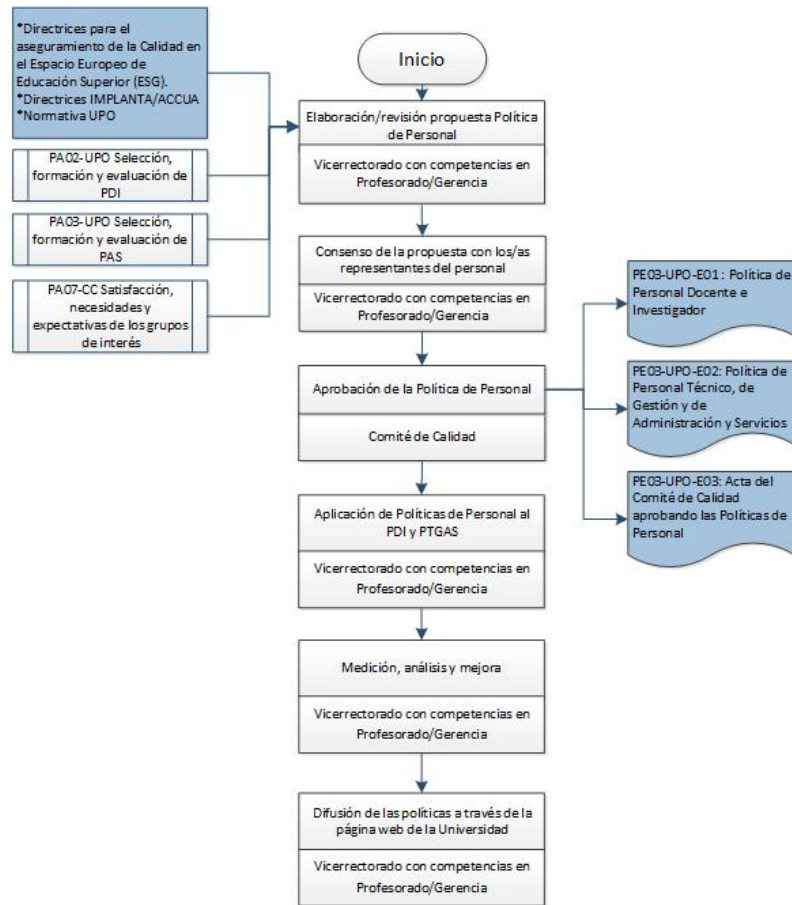 *Directrices para el
aseguramiento de la Calidad en
el Espacio Europeo de
Educación Superior (ESG).
*Directrices IMPLANTA/ACCUA
*Normativa UPO
PA02-UPO Selección,
formación y evaluación de
PDI
PA03-UPO Selección,
formación y evaluación de
PAS
PA07-CC Satisfacción,
necesidades y
expectativas de los grupos
de interés
Inicio
Elaboración/revisión propuesta Política
de Personal
Vicerrectorado con competencias en
Profesorado/Gerencia
Consenso de la propuesta con los/as
representantes del personal
Vicerrectorado con competencias en
Profesorado/Gerencia
Aprobación de la Política de Personal
Comité de Calidad
PE03-UPO-E01: Política de
Personal Docente e
Investigador
PE03-UPO-E02: Política de
Personal Técnico, de
Gestión y de
Administración y Servicios
PE03-UPO-E03: Acta del
Comité de Calidad
aprobando las Políticas de
Personal
Aplicación de Políticas de Personal al
PDI y PTGAS
Vicerrectorado con competencias en
Profesorado/Gerencia
Medición, análisis y mejora
Vicerrectorado con competencias en
Profesorado/Gerencia
Difusión de las políticas a través de la
página web de la Universidad
Vicerrectorado con competencias en
Profesorado/Gerencia